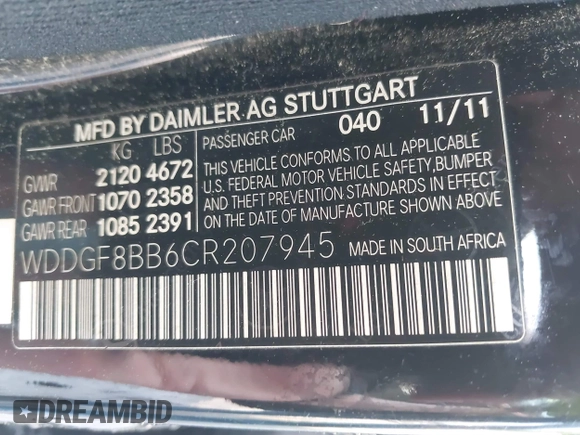 MFD BY DAIMLER AG STUTTGART
KG LBS PASSENGER CAR 040 11/11
GVWR 2120 4672
GAWR FRONT 1070 2358
GAWR REAR 1085 2391
THIS VEHICLE CONFORMS TO ALL APPLICABLE
U.S. FEDERAL MOTOR VEHICLE SAFETY, BUMPER
AND THEFT PREVENTION STANDARDS IN EFFECT
ON THE DATE OF MANUFACTURE SHOWN ABOVE.
WDDGF8BB6CR207945 MADE IN SOUTH AFRICA
DREAMBID